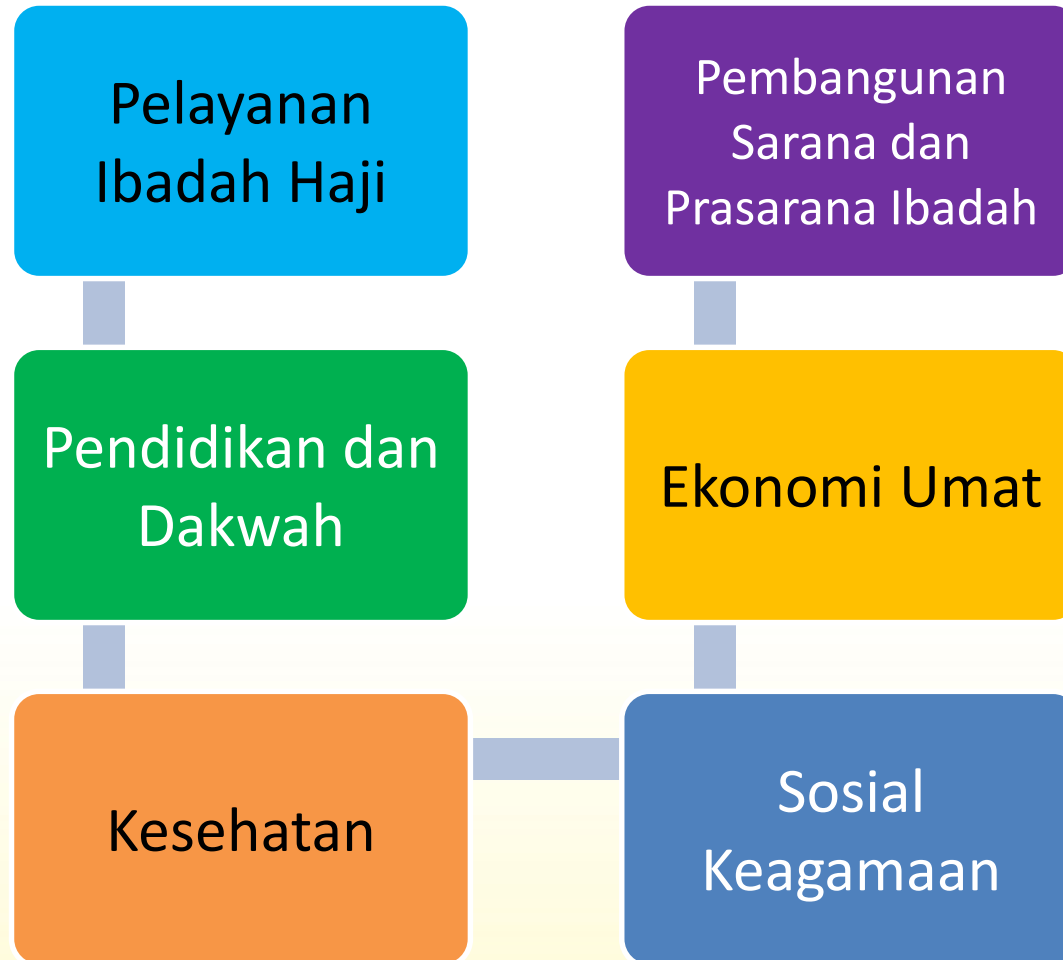 Pelayanan
Ibadah Haji
Pendidikan dan
Dakwah
Kesehatan
Sosial
Keagamaan
Ekonomi Umat
Pembangunan
Sarana dan
Prasarana Ibadah